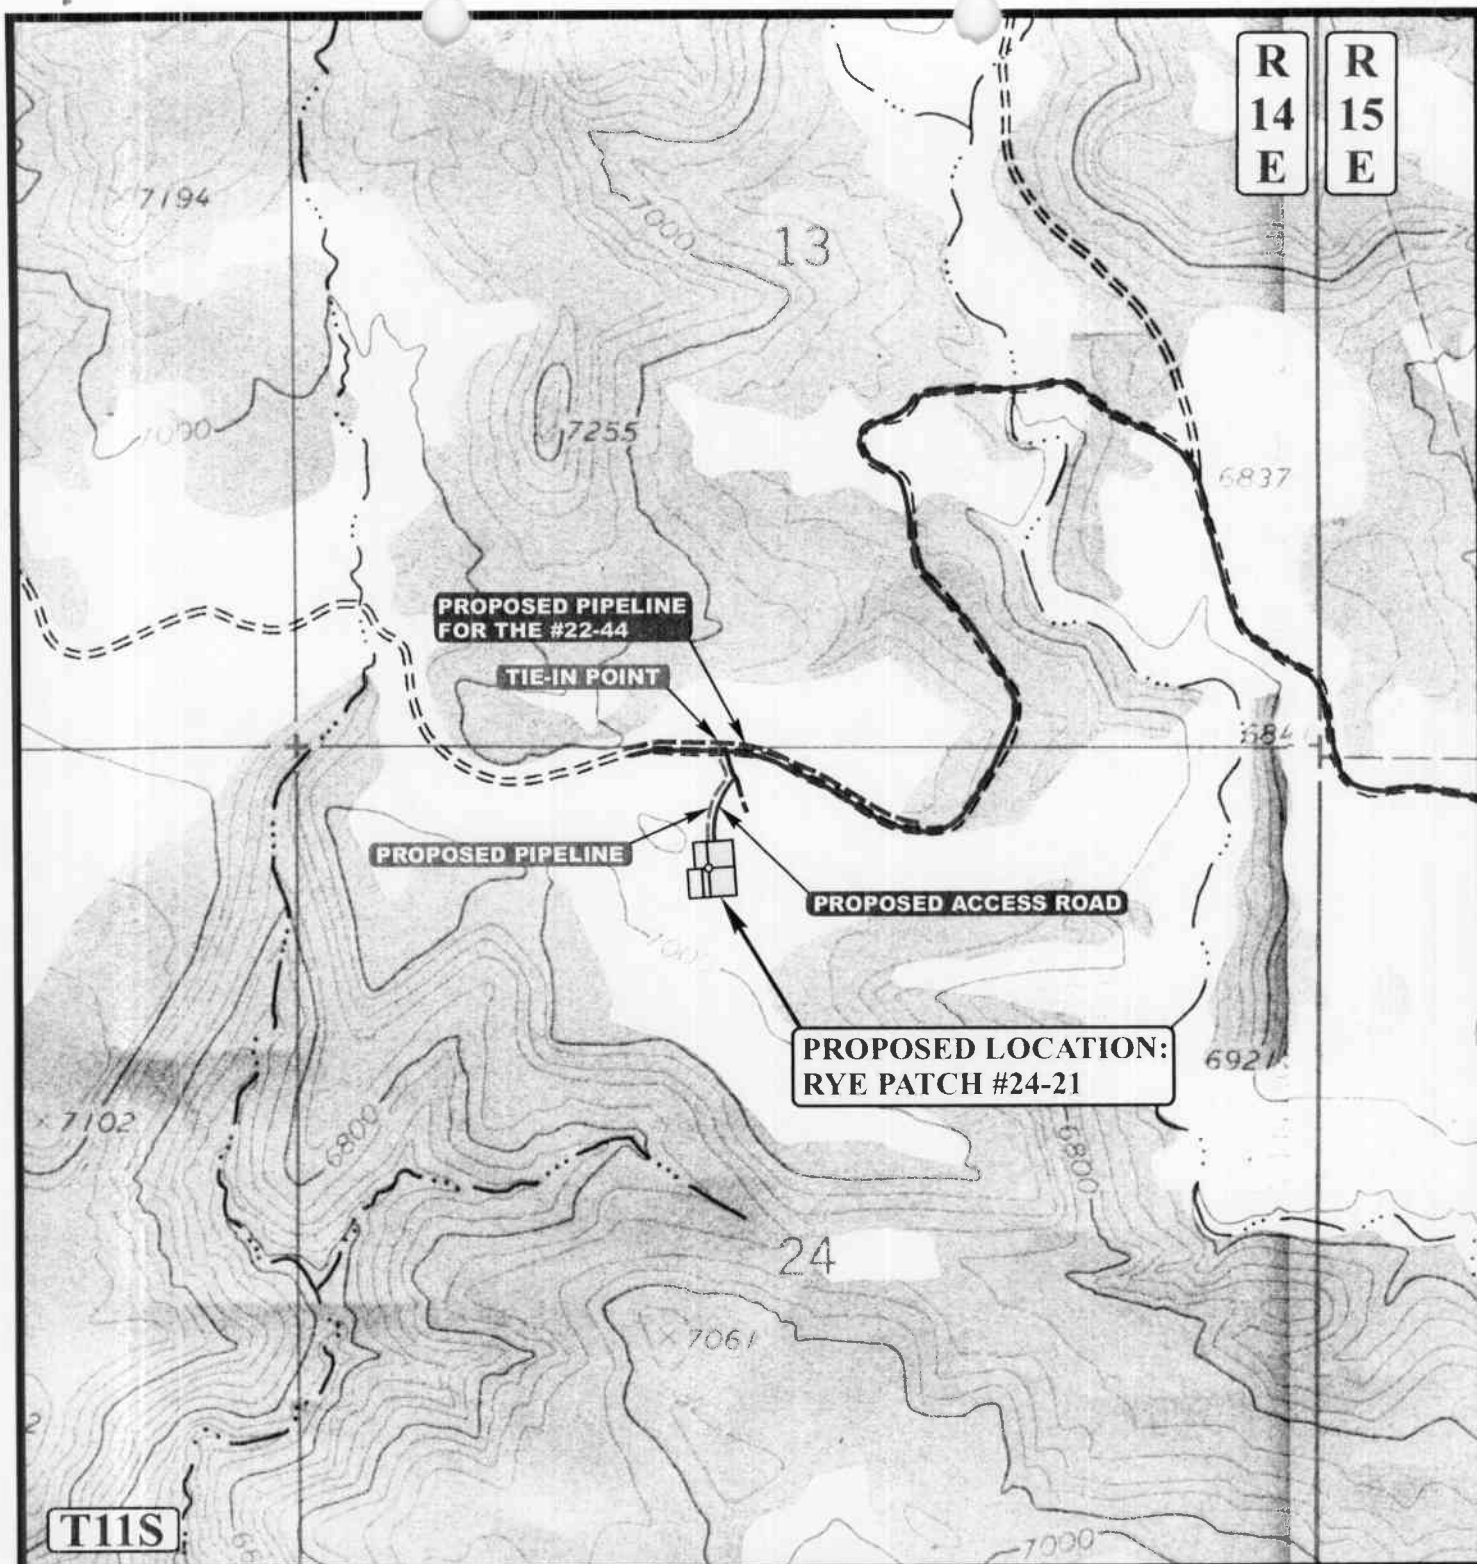 R
14
E
R
15
E
7194
7000
13
7000
7255
6837
PROPOSED PIPELINE
FOR THE #22-44
TIE-IN POINT
PROPOSED PIPELINE
PROPOSED ACCESS ROAD
PROPOSED LOCATION:
RYE PATCH #24-21
6921
7102
6800
6800
24
7061
T11S
7000